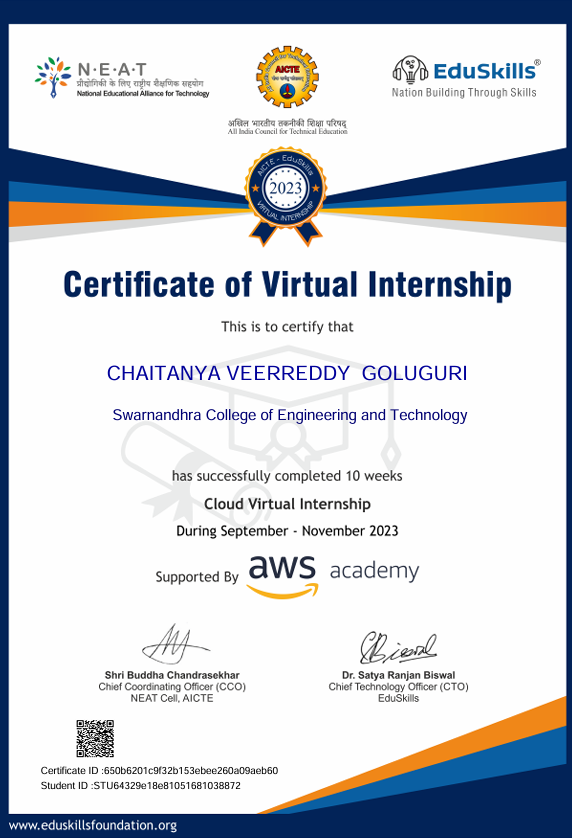 N·E·A·T
प्रौद्योगिकी के लिए राष्ट्रीय शैक्षणिक सहयोग
National Educational Alliance for Technology
AICTE
अखिल भारतीय तकनीकी शिक्षा परिषद्
All India Council for Technical Education
EduSkills®
Nation Building Through Skills
AICTE - EduSkills
2023
VIRTUAL INTERNSHIP
Certificate of Virtual Internship
This is to certify that
CHAITANYA VEERREDDY GOLUGURI
Swarnandhra College of Engineering and Technology
has successfully completed 10 weeks
Cloud Virtual Internship
During September - November 2023
Supported By aws academy
Shri Buddha Chandrasekhar
Chief Coordinating Officer (CCO)
NEAT Cell, AICTE
Dr. Satya Ranjan Biswal
Chief Technology Officer (CTO)
EduSkills
Certificate ID :650b6201c9f32b153ebee260a09aeb60
Student ID :STU64329e18e81051681038872
www.eduskillsfoundation.org